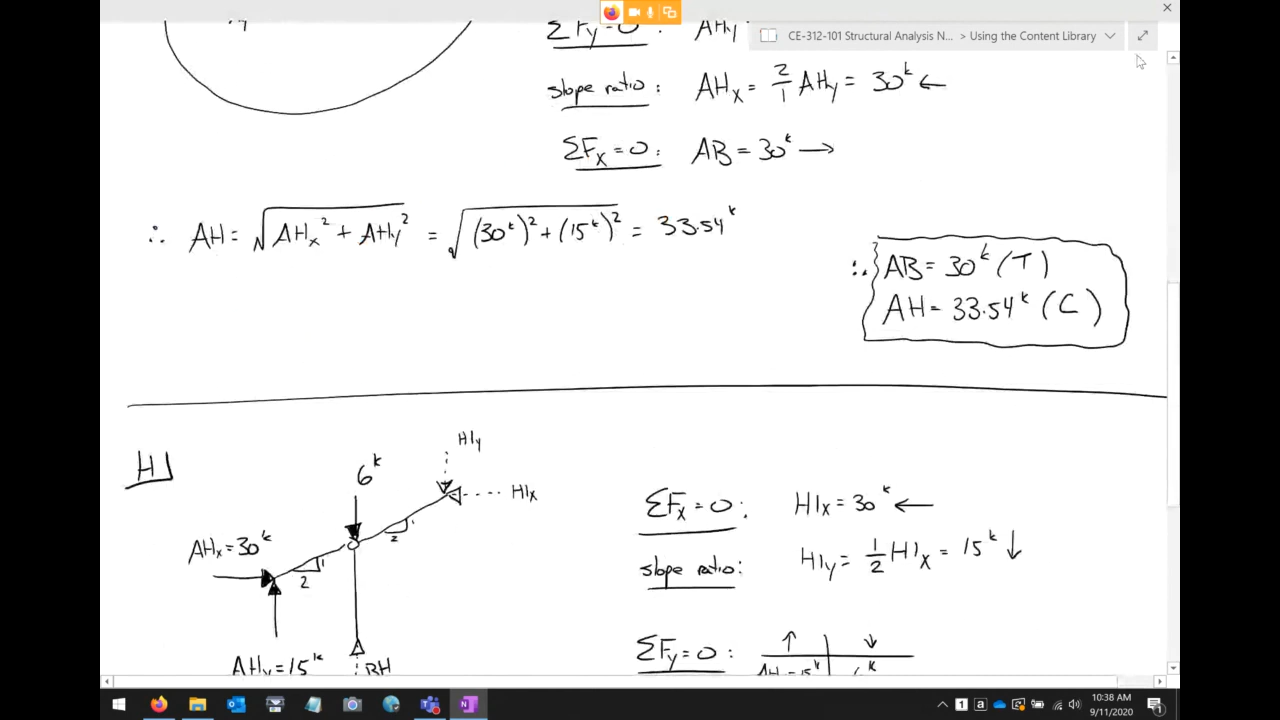 CE-312-101 Structural Analysis N... > Using the Content Library
ΣFy=0: AHy
slope ratio: AHx = 2/1 AHy = 30k ←
ΣFx=0: AB = 30k →
∴ AH = √(AHx² + AHy²) = √((30k)² + (15k)²) = 33.54k
∴ AB = 30k (T)
AH = 33.54k (C)
H
6k
HIy
HIx
AHx = 30k
2 1
2 1
AHy = 15k
BH
ΣFx = 0: HIx = 30k ←
slope ratio: HIy = 1/2 HIx = 15k ↓
ΣFy = 0: ↑ | ↓
AH = 15k | 6k
10:38 AM
9/11/2020